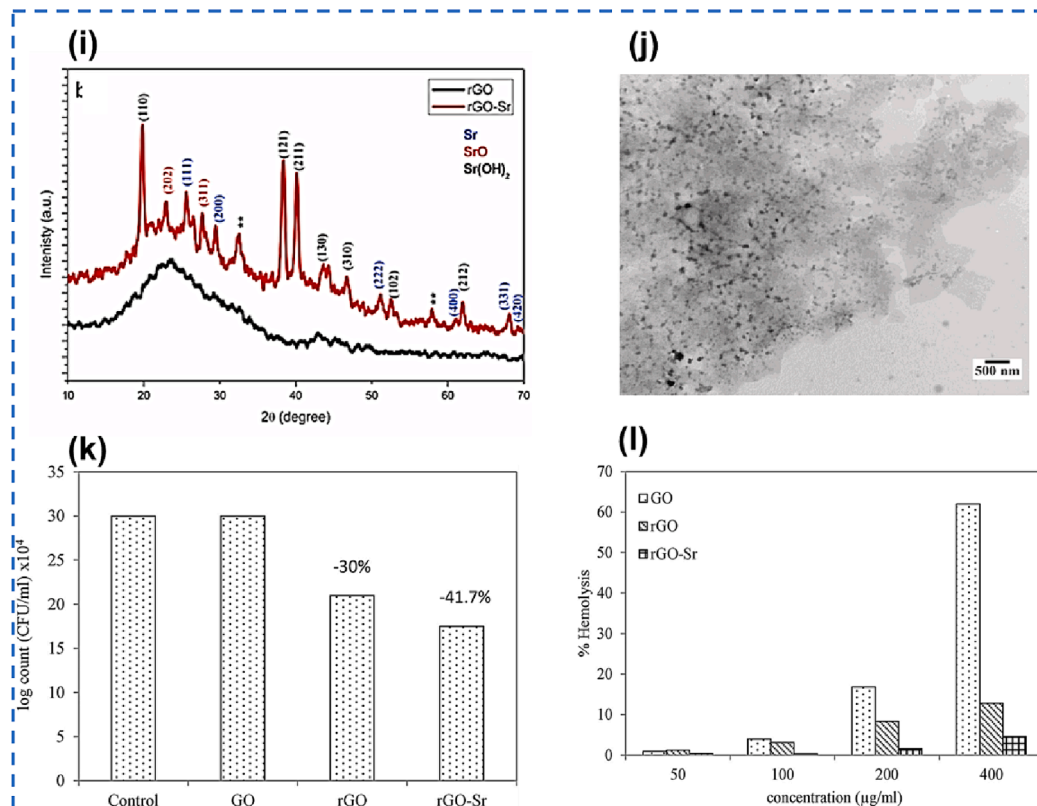 (i)
(j)
rGO
rGO-Sr
Sr
SrO
Sr(OH)2
(110)
(202)
(111)
(311)
(200)
**
(121)
(211)
(130)
(310)
(222)
(102)
**
(400)
(212)
(331)
(420)
Intenisty (a.u.)
10 20 30 40 50 60 70
2θ (degree)
500 nm
(k)
(l)
35
30
25
20
15
10
5
0
log count (CFU/ml) x10⁴
-30%
-41.7%
Control GO rGO rGO-Sr
70
60
50
40
30
20
10
0
% Hemolysis
GO
rGO
rGO-Sr
50 100 200 400
concentration (µg/ml)